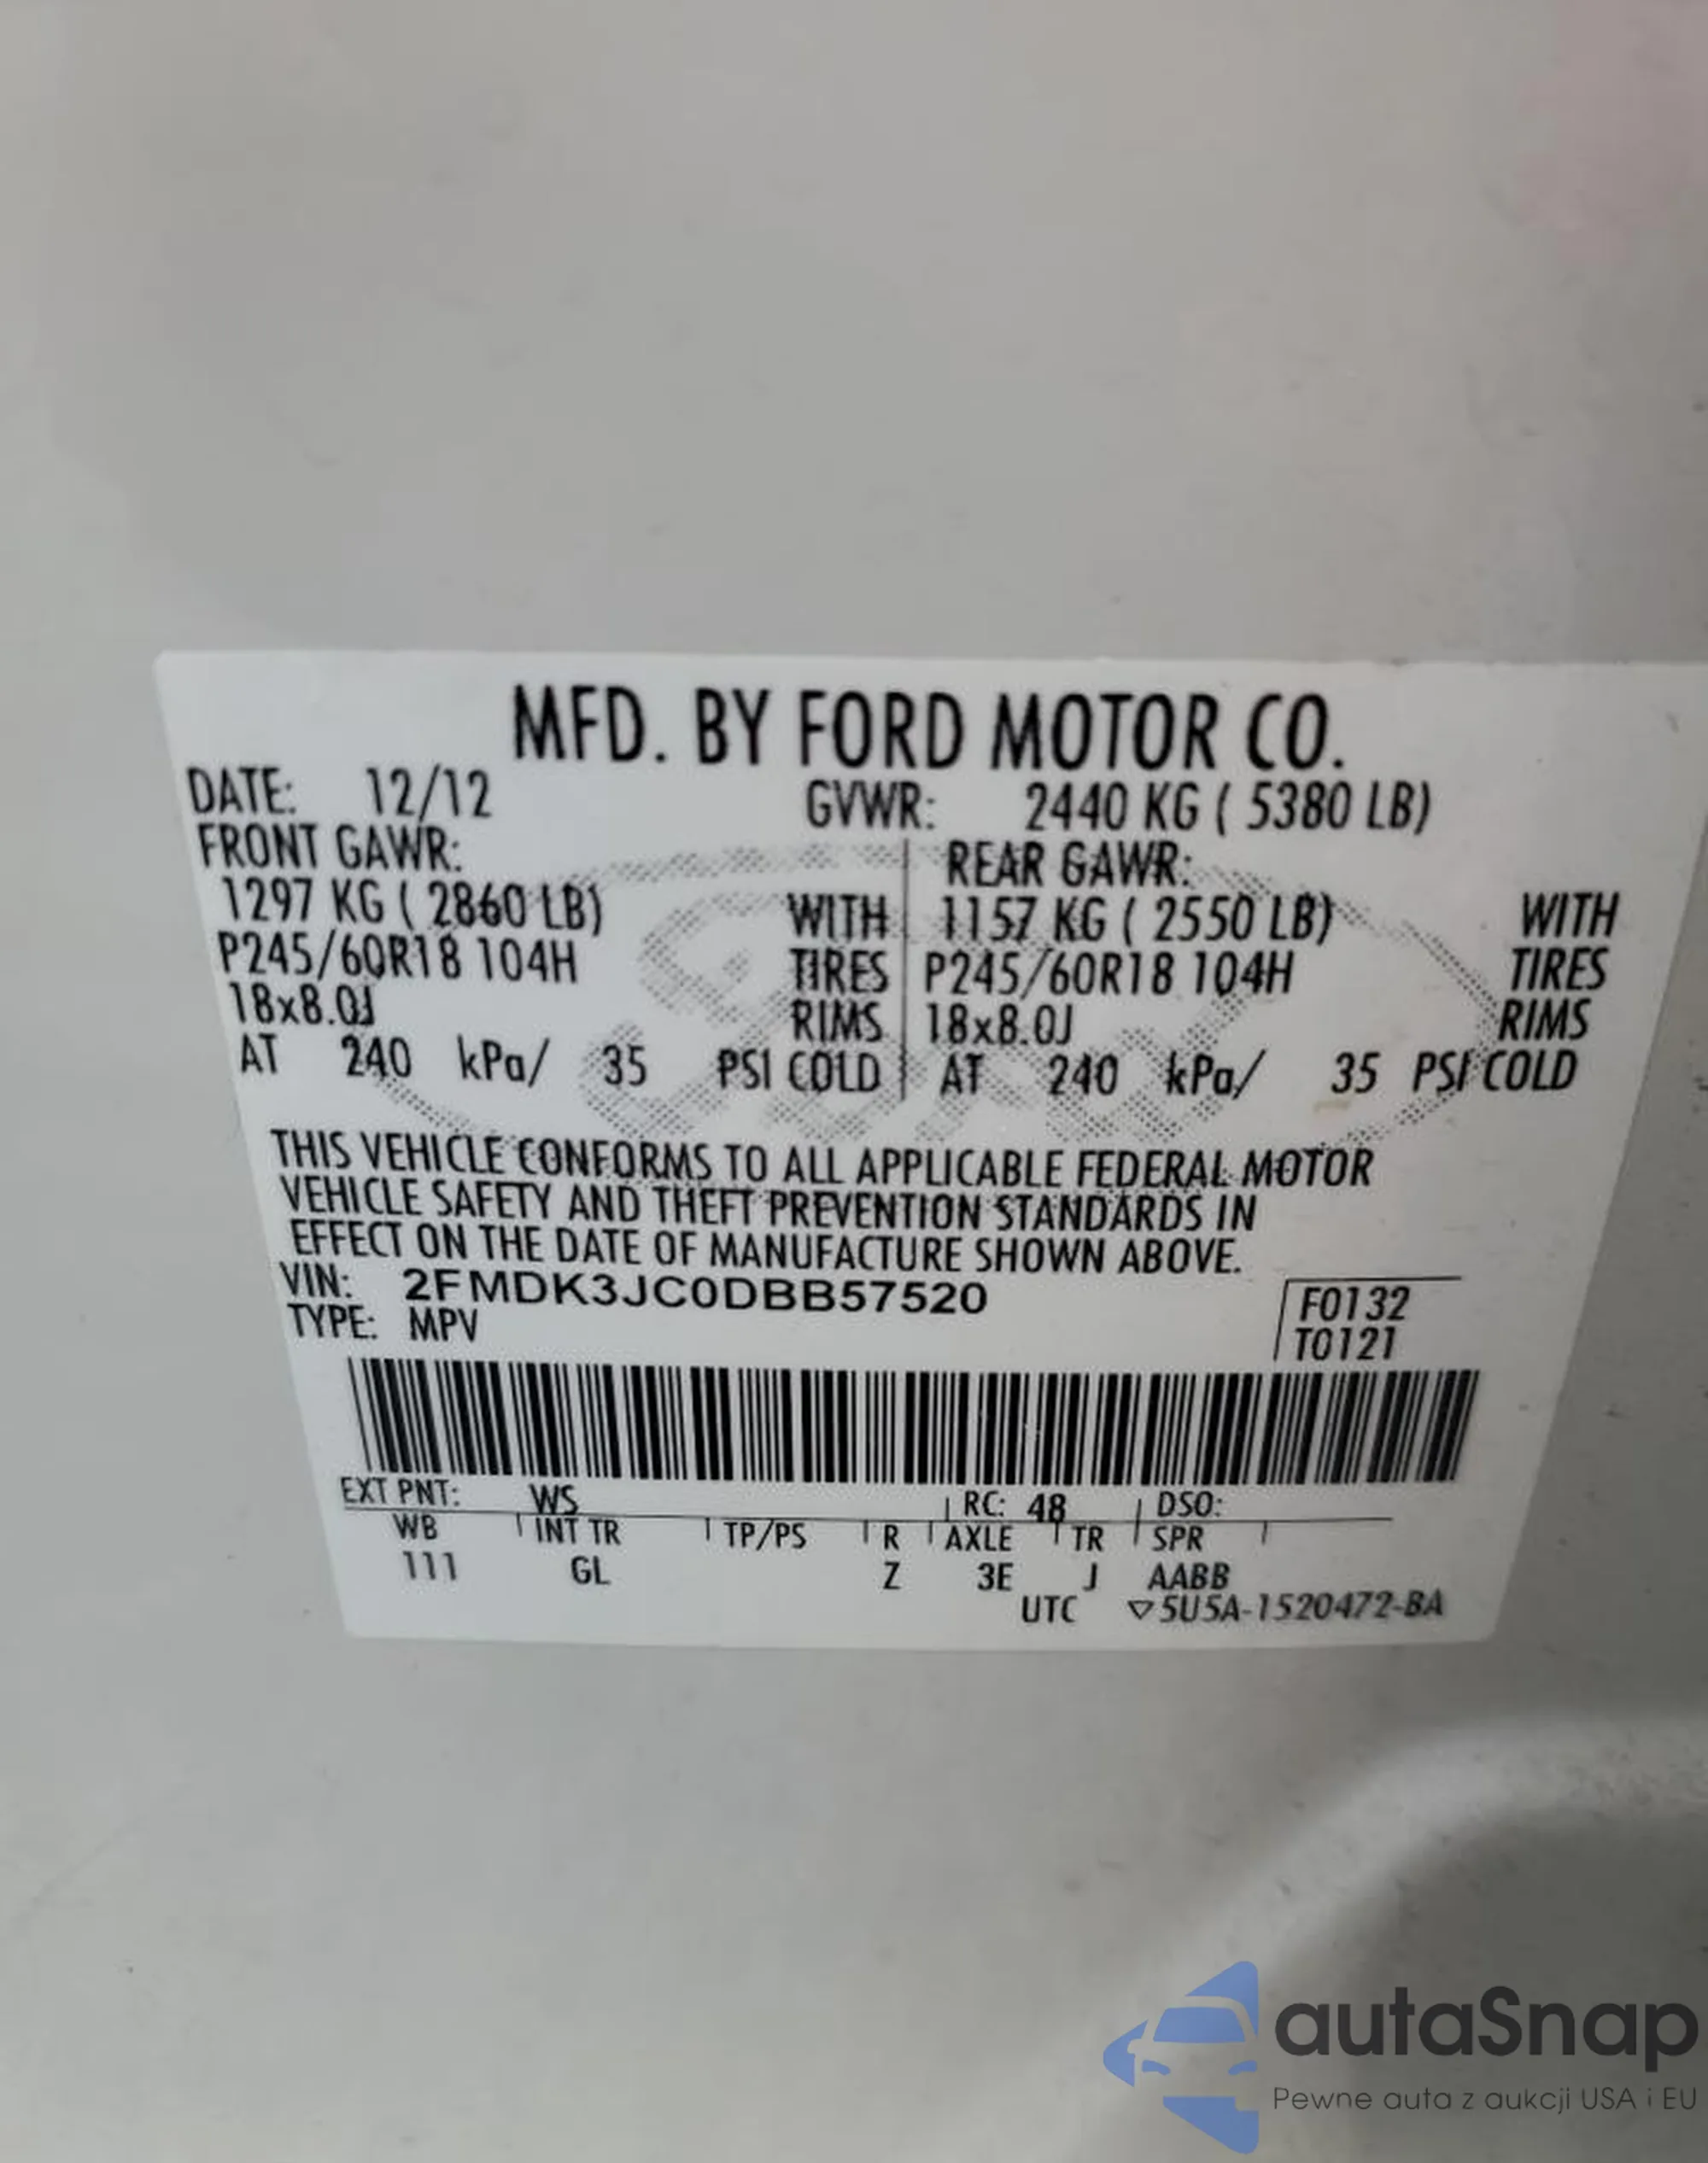 MFD. BY FORD MOTOR CO.
DATE: 12/12 GVWR: 2440 KG ( 5380 LB)
FRONT GAWR: REAR GAWR:
1297 KG ( 2860 LB) WITH 1157 KG ( 2550 LB) WITH
P245/60R18 104H TIRES P245/60R18 104H TIRES
18x8.0J RIMS 18x8.0J RIMS
AT 240 kPa/ 35 PSI COLD AT 240 kPa/ 35 PSI COLD
THIS VEHICLE CONFORMS TO ALL APPLICABLE FEDERAL MOTOR
VEHICLE SAFETY AND THEFT PREVENTION STANDARDS IN
EFFECT ON THE DATE OF MANUFACTURE SHOWN ABOVE.
VIN: 2FMDK3JC0DBB57520 F0132
TYPE: MPV T0121
EXT PNT: WS RC: 48 DSO:
WB INT TR TP/PS R AXLE TR SPR
111 GL Z 3E J AABB
UTC ▽5U5A-1520472-BA
autaSnap
Pewne auta z aukcji USA i EU